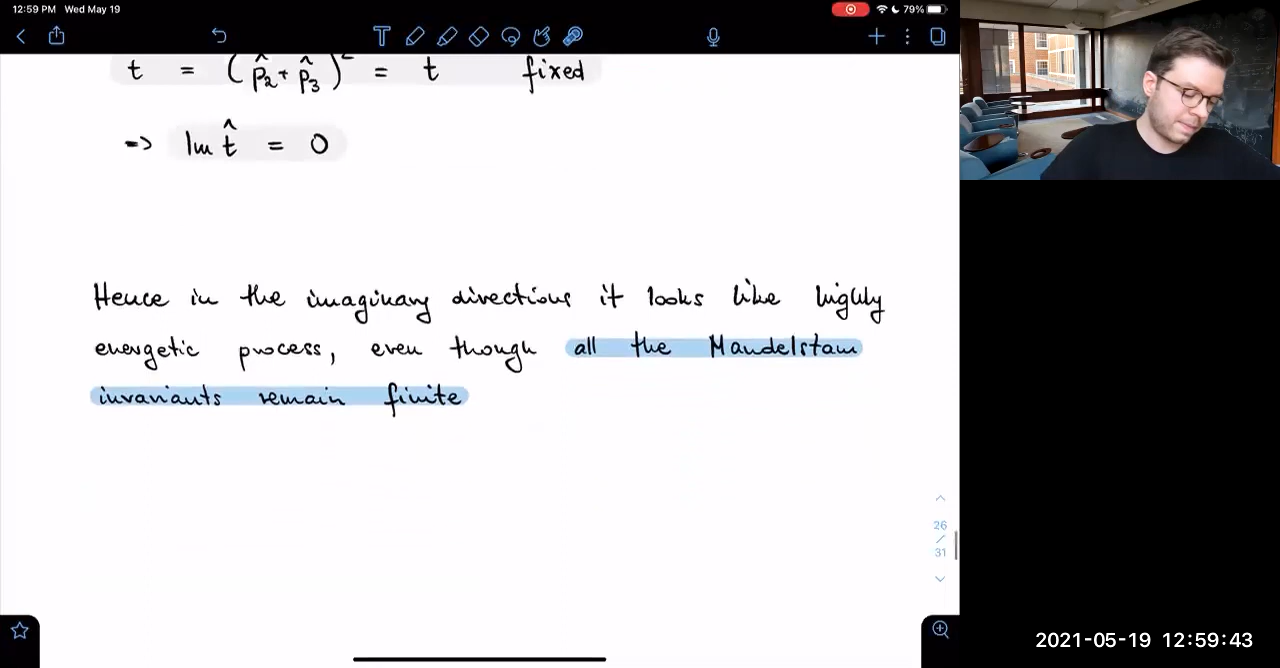 12:59 PM Wed May 19
79%
t = (p̂₂ + p̂₃)² = t fixed
=> Im t̂ = 0
Hence in the imaginary directions it looks like highly
energetic process, even though all the Mandelstam
invariants remain finite
26
/
31
2021-05-19 12:59:43